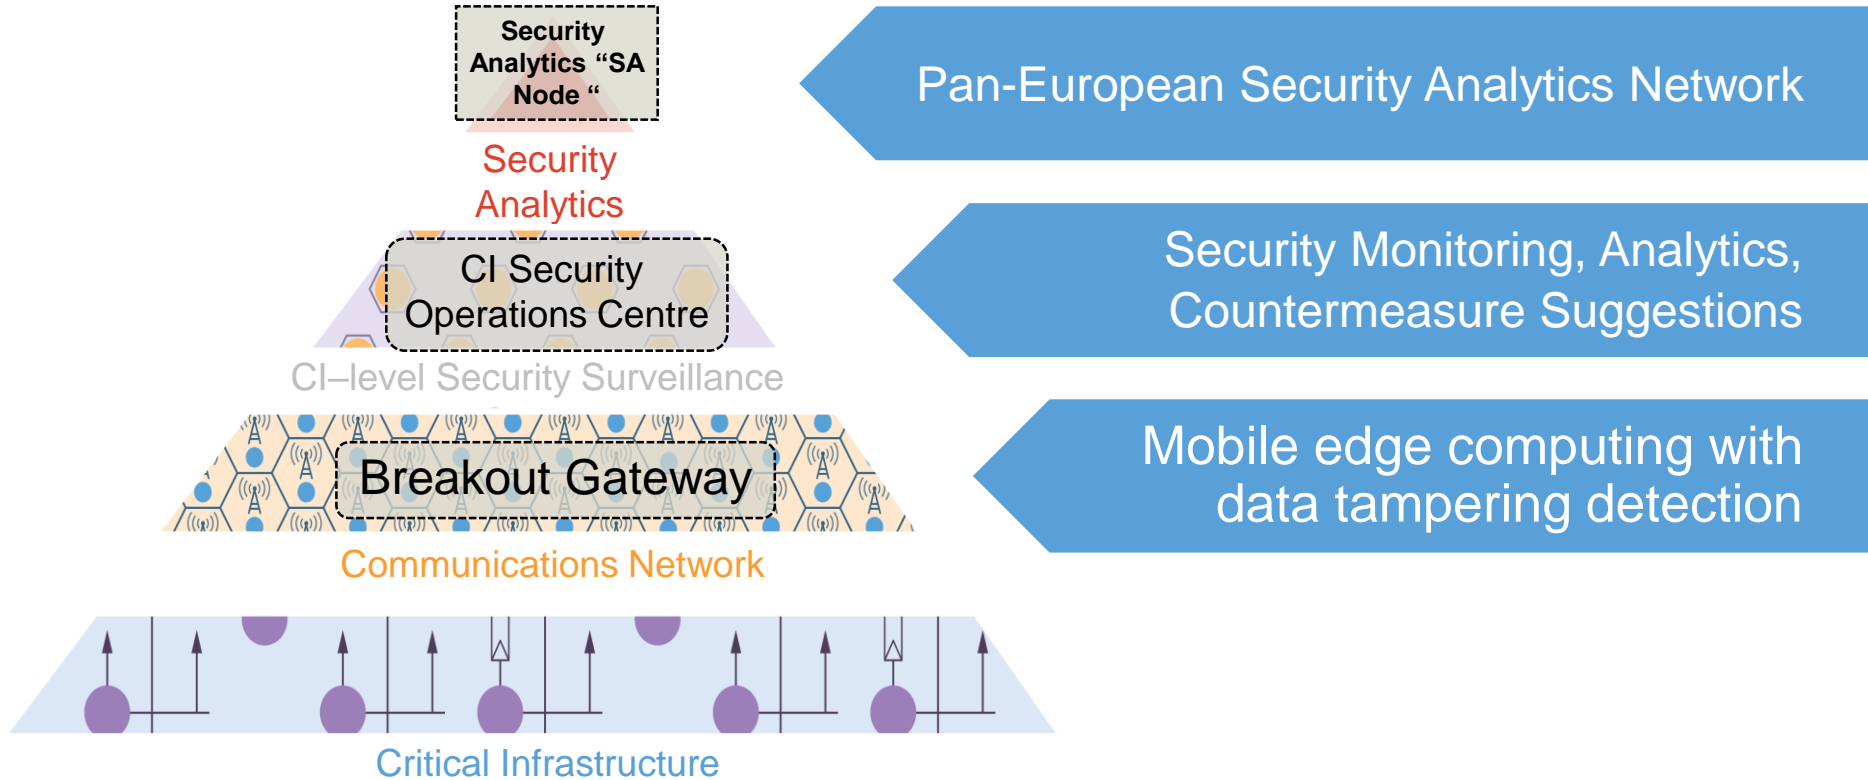 Security
Analytics “SA
Node “
Pan-European Security Analytics Network
Security
Analytics
CI Security
Operations Centre
Security Monitoring, Analytics,
Countermeasure Suggestions
CI–level Security Surveillance
Breakout Gateway
Mobile edge computing with
data tampering detection
Communications Network
Critical Infrastructure